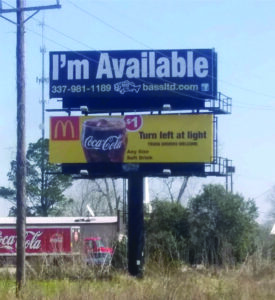 I'm Available
337-981-1189 bassltd.com
M
Coca-Cola
$1
Turn left at light
Any Size
Soft Drink
Coca-Cola